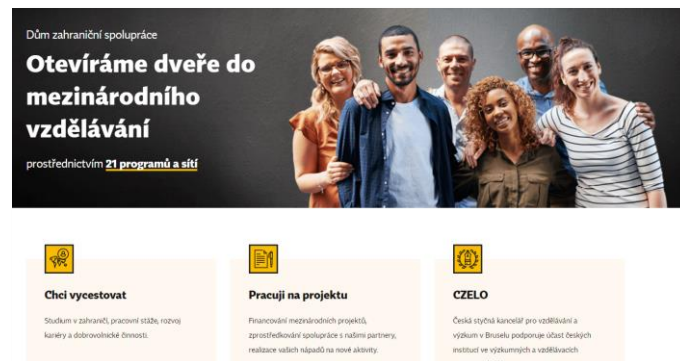 Dům zahraniční spolupráce
Otevíráme dveře do
mezinárodního
vzdělávání
prostřednictvím 21 programů a sítí
Chci vycestovat
Studium v zahraničí, pracovní stáže, rozvoj
kariéry a dobrovolnické činnosti.
Pracuji na projektu
Financování mezinárodních projektů,
zprostředkování spolupráce s našimi partnery,
realizace vašich nápadů na nové aktivity.
CZELO
Česká styčná kancelář pro vzdělávání a
výzkum v Bruselu podporuje účast českých
institucí ve výzkumných a vzdělávacích